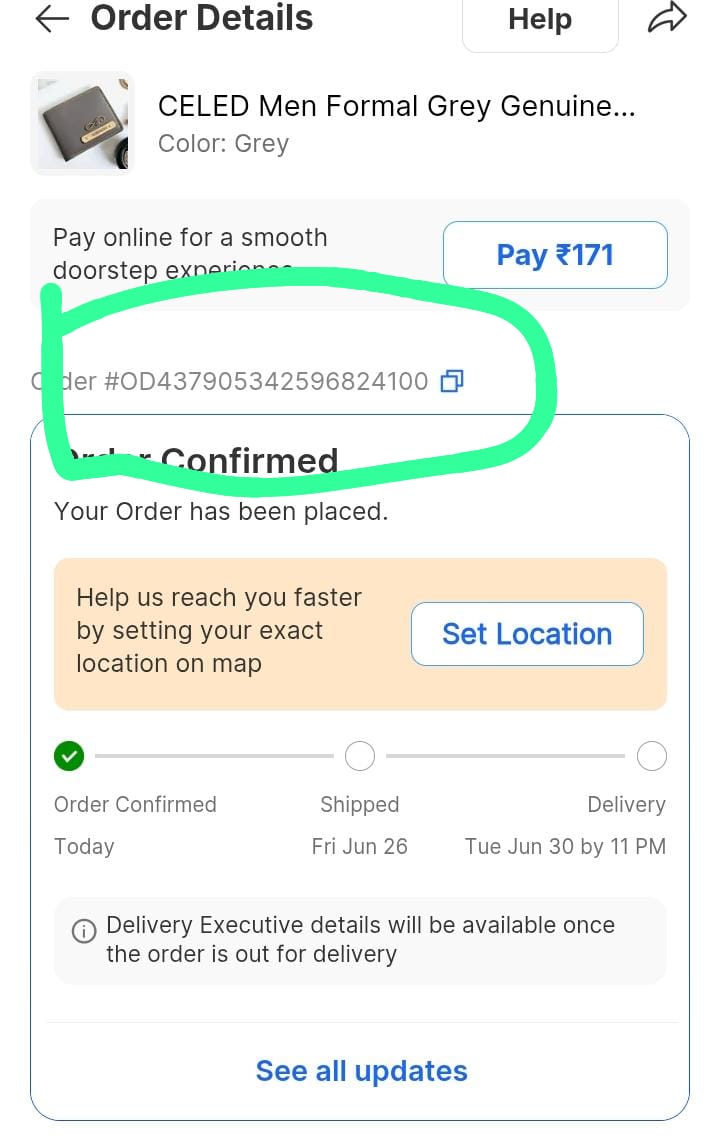 Order Details
Help
CELED Men Formal Grey Genuine...
Color: Grey
Pay online for a smooth
doorstep experience
Pay ₹171
Order #OD437905342596824100
Order Confirmed
Your Order has been placed.
Help us reach you faster
by setting your exact
location on map
Set Location
Order Confirmed
Shipped
Delivery
Today
Fri Jun 26
Tue Jun 30 by 11 PM
Delivery Executive details will be available once
the order is out for delivery
See all updates